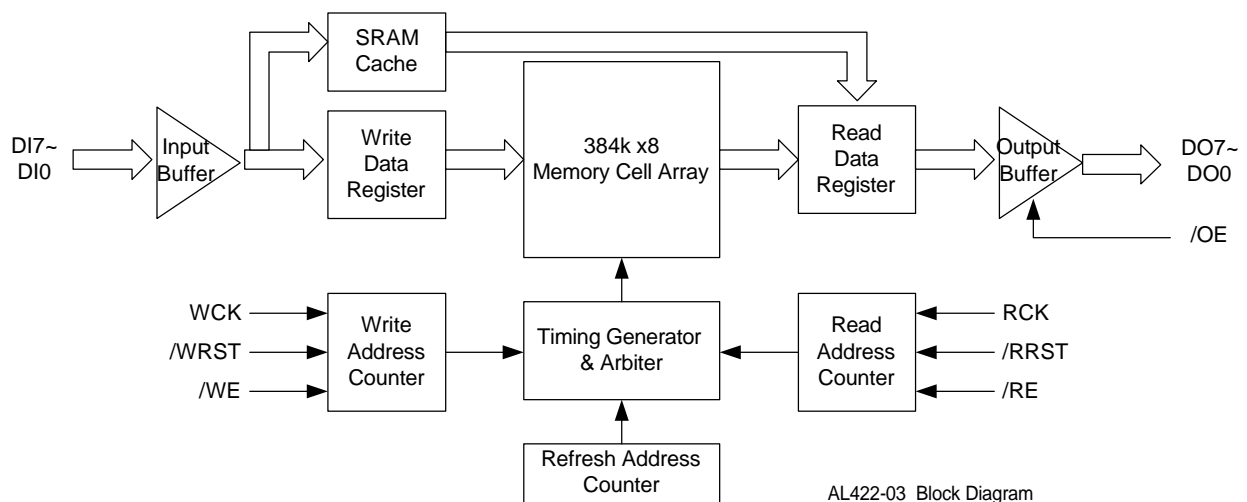 SRAM
Cache
DI7~
DI0
Input
Buffer
Write
Data
Register
384k x8
Memory Cell Array
Read
Data
Register
Output
Buffer
DO7~
DO0
/OE
WCK
/WRST
/WE
Write
Address
Counter
Timing Generator
& Arbiter
Read
Address
Counter
RCK
/RRST
/RE
Refresh Address
Counter
AL422-03 Block Diagram